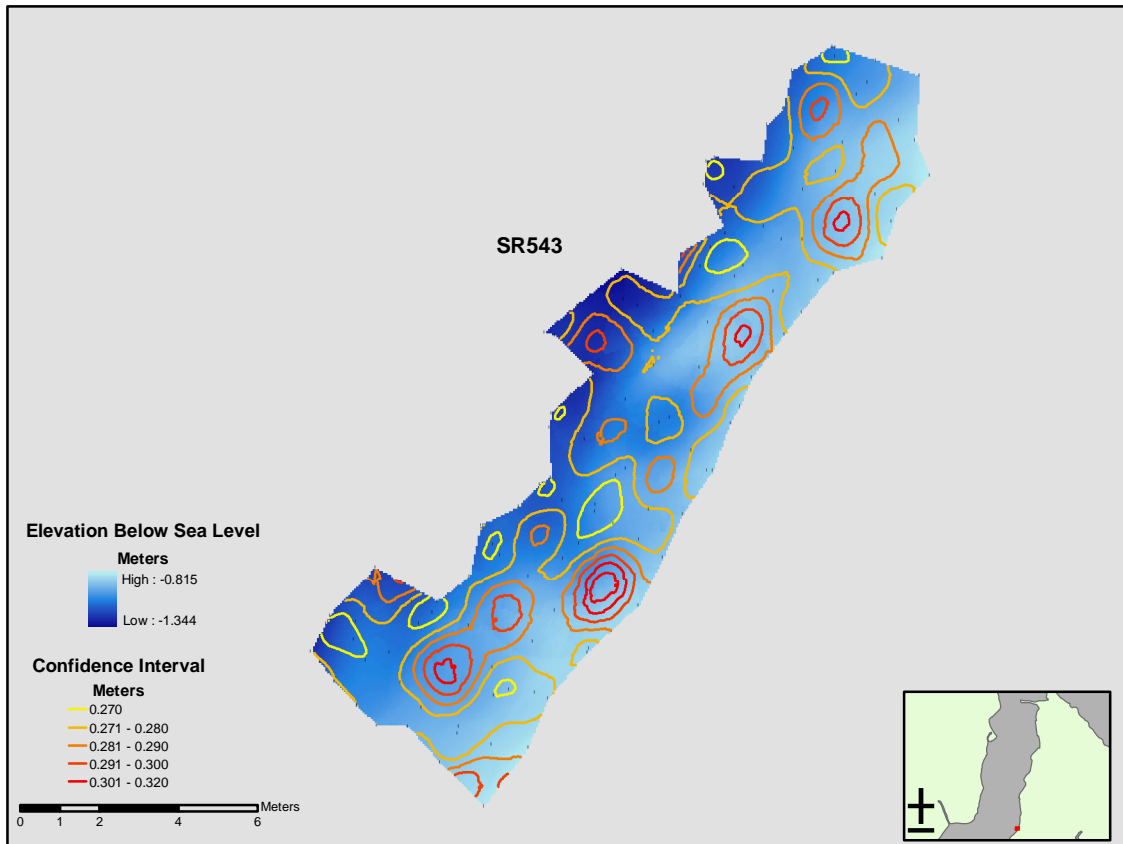 SR543
Elevation Below Sea Level
Meters
High : -0.815
Low : -1.344
Confidence Interval
Meters
0.270
0.271 - 0.280
0.281 - 0.290
0.291 - 0.300
0.301 - 0.320
Meters
0 1 2 4 6